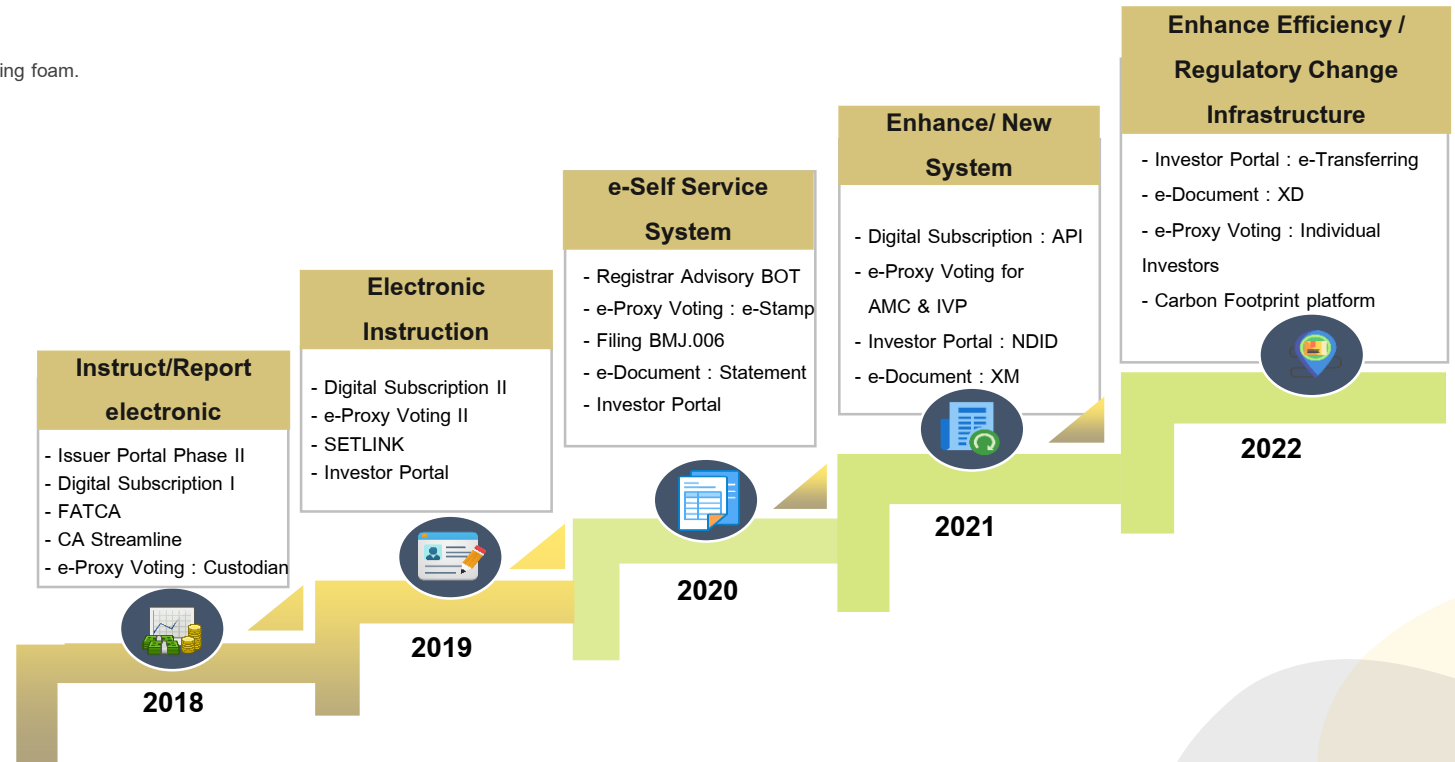 ing foam.
Instruct/Report
electronic
- Issuer Portal Phase II
- Digital Subscription I
- FATCA
- CA Streamline
- e-Proxy Voting : Custodian
2018
Electronic
Instruction
- Digital Subscription II
- e-Proxy Voting II
- SETLINK
- Investor Portal
2019
e-Self Service
System
- Registrar Advisory BOT
- e-Proxy Voting : e-Stamp
- Filing BMJ.006
- e-Document : Statement
- Investor Portal
2020
Enhance/ New
System
- Digital Subscription : API
- e-Proxy Voting for
AMC & IVP
- Investor Portal : NDID
- e-Document : XM
2021
Enhance Efficiency /
Regulatory Change
Infrastructure
- Investor Portal : e-Transferring
- e-Document : XD
- e-Proxy Voting : Individual
Investors
- Carbon Footprint platform
2022